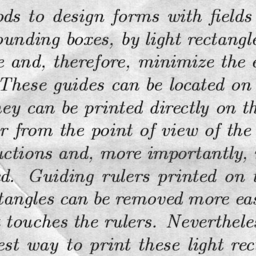 ods to design forms with fields
ounding boxes, by light rectangle
e and, therefore, minimize the e
These guides can be located on
ey can be printed directly on th
r from the point of view of the
uctions and, more importantly,
d. Guiding rulers printed on t
tangles can be removed more eas
touches the rulers. Nevertheles
est way to print these light rec